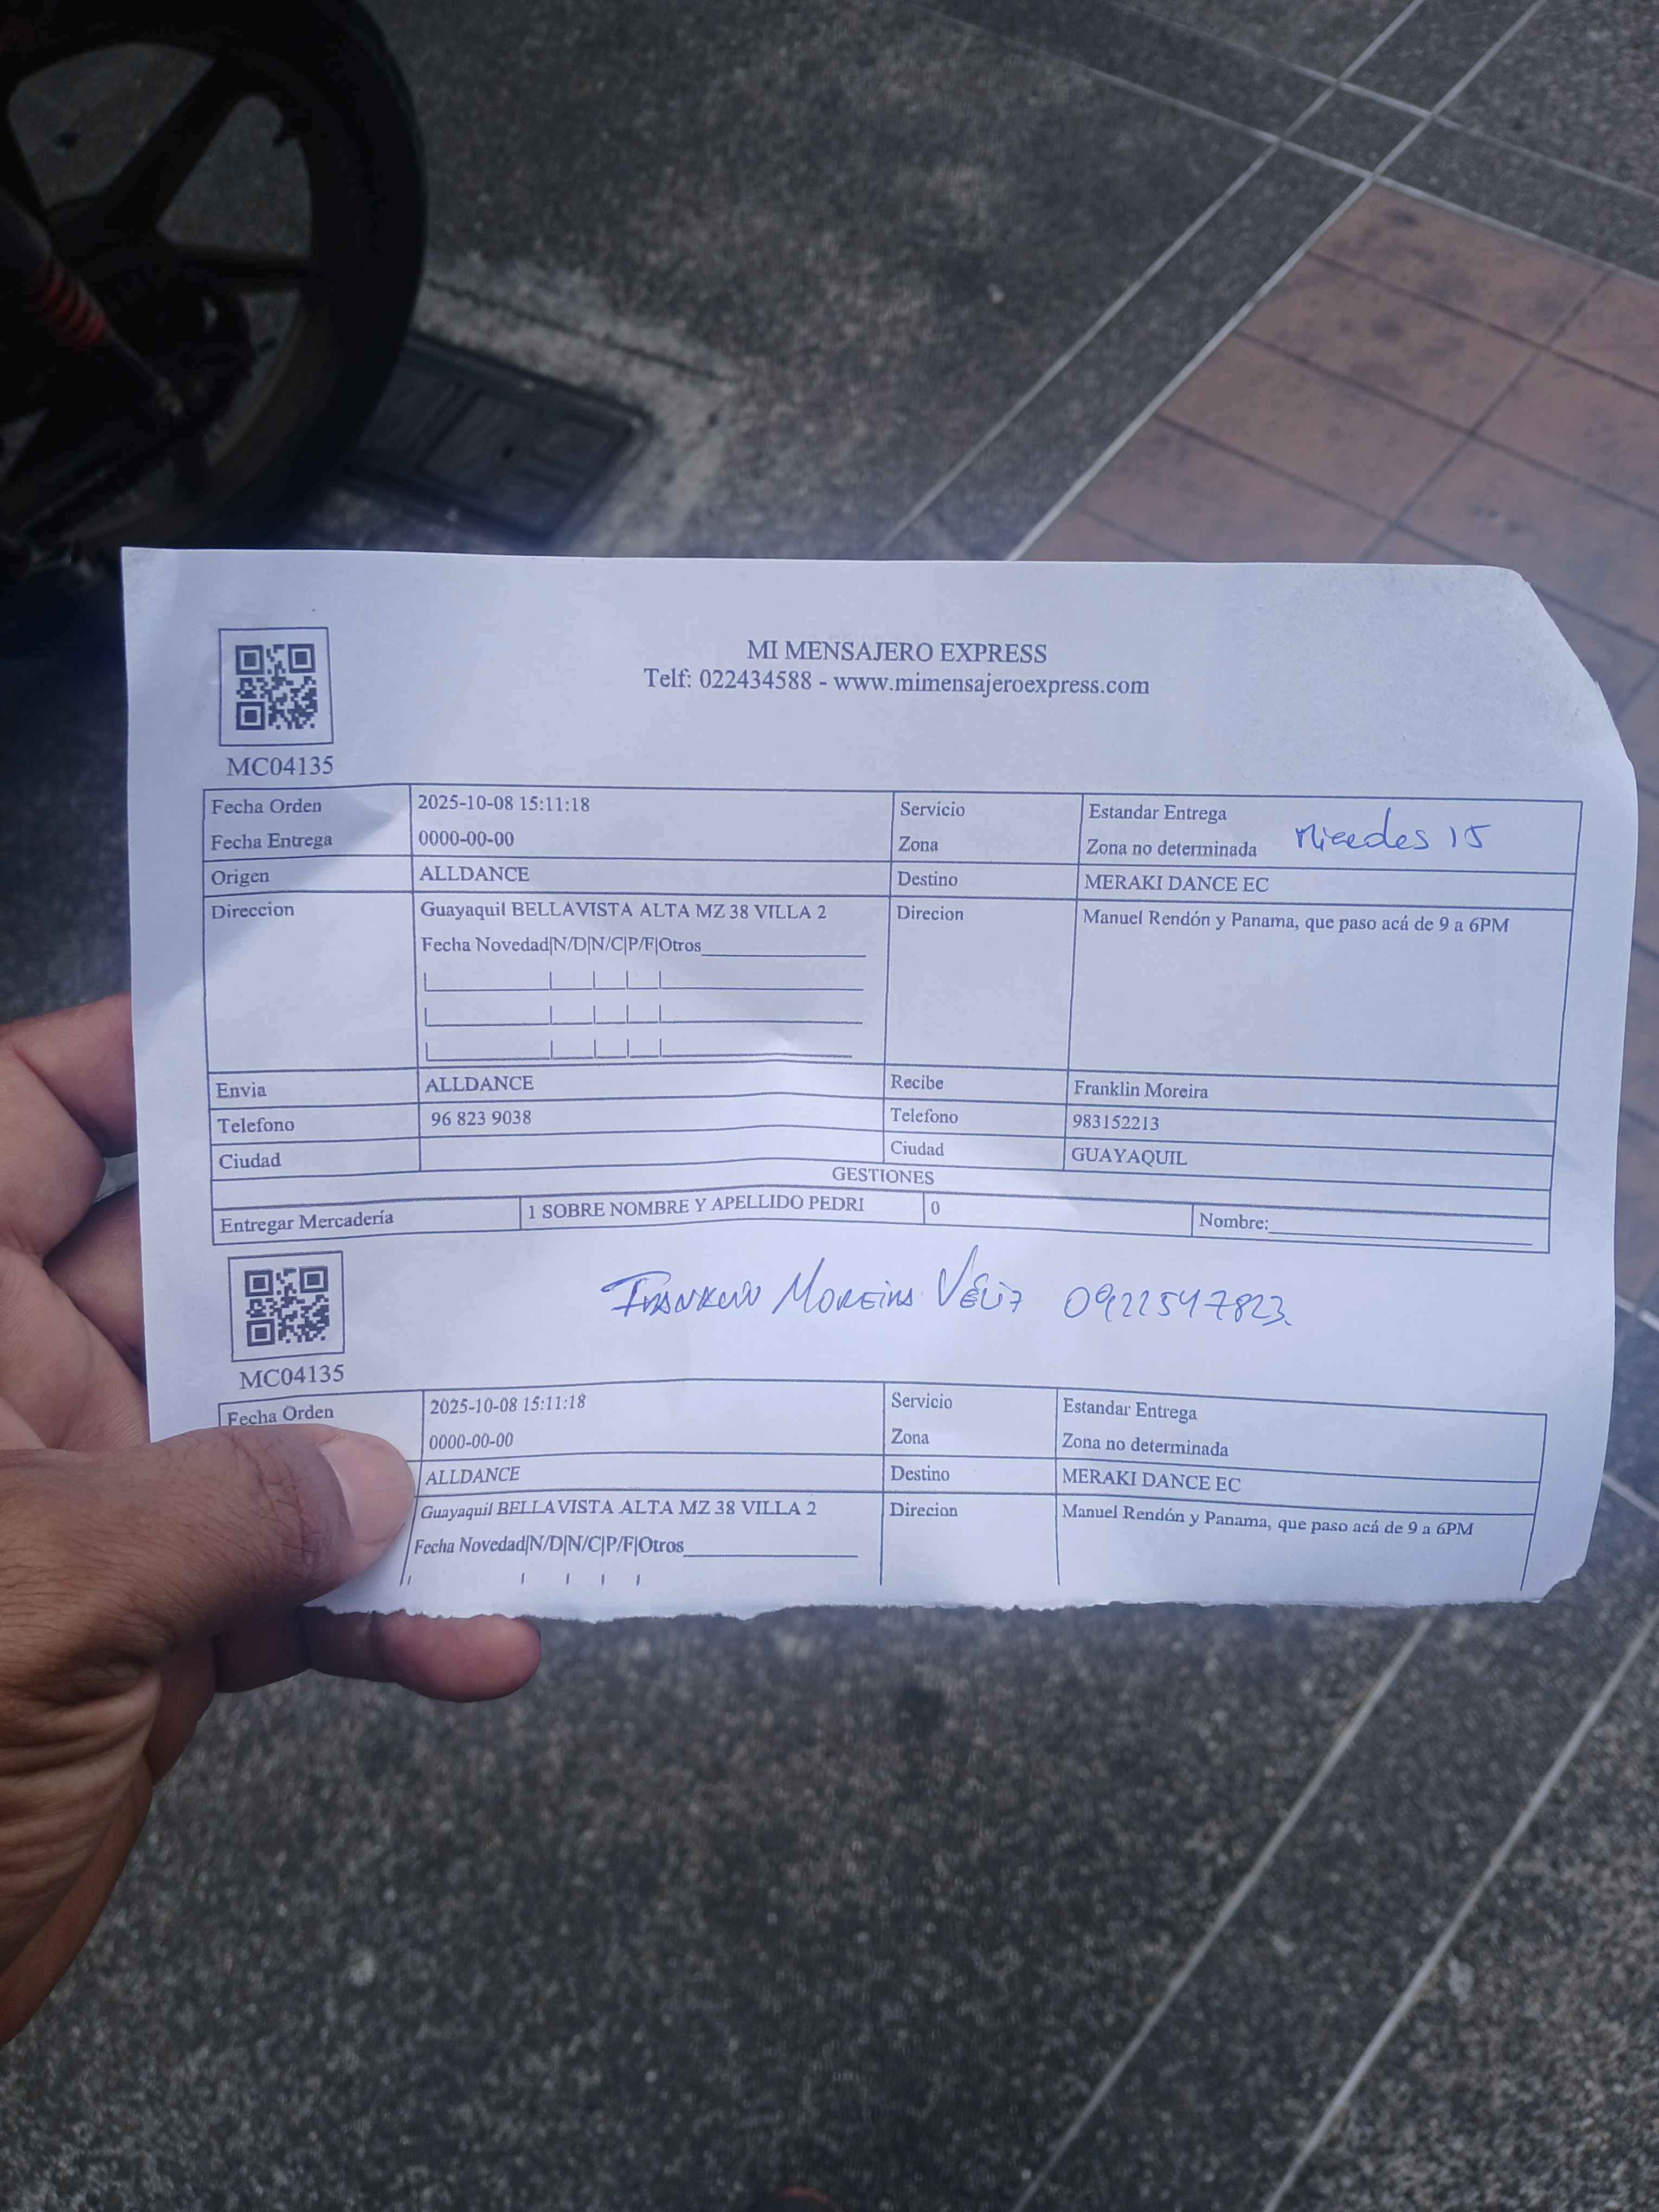 MI MENSAJERO EXPRESS
Telf: 022434588 - www.mimensajeroexpress.com
MC04135
Fecha Orden 2025-10-08 15:11:18 Servicio Estandar Entrega
Fecha Entrega 0000-00-00 Zona Zona no determinada 15
Origen ALLDANCE Destino MERAKI DANCE EC
Direccion Guayaquil BELLAVISTA ALTA MZ 38 VILLA 2 Direcion Manuel Rendón y Panama, que paso acá de 9 a 6PM
Fecha Novedad|N/D|N/C|P/F|Otros
Envia ALLDANCE Recibe Franklin Moreira
Telefono 96 823 9038 Telefono 983152213
Ciudad Ciudad GUAYAQUIL
GESTIONES
Entregar Mercadería 1 SOBRE NOMBRE Y APELLIDO PEDRI 0 Nombre:
Franklin Moreira Véliz 0922547823.
MC04135
Fecha Orden 2025-10-08 15:11:18 Servicio Estandar Entrega
0000-00-00 Zona Zona no determinada
ALLDANCE Destino MERAKI DANCE EC
Guayaquil BELLAVISTA ALTA MZ 38 VILLA 2 Direcion Manuel Rendón y Panama, que paso acá de 9 a 6PM
Fecha Novedad|N/D|N/C|P/F|Otros